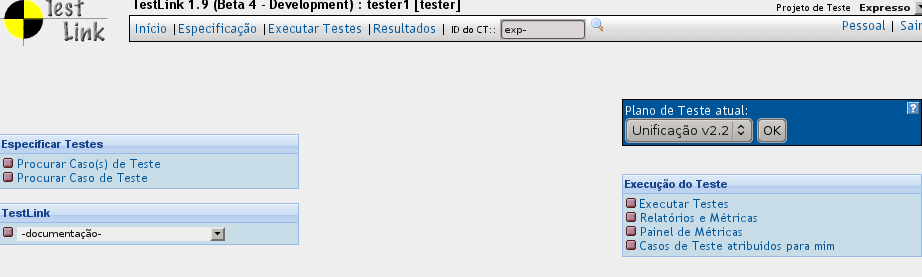 Test Link
TestLink 1.9 (Beta 4 - Development) : tester1 [tester]
Projeto de Teste Expresso
Início | Especificação | Executar Testes | Resultados | ID do CT:: exp-
Pessoal | Sair
Plano de Teste atual:
Unificação v2.2 OK
Especificar Testes
Procurar Caso(s) de Teste
Procurar Caso de Teste
TestLink
-documentação-
Execução do Teste
Executar Testes
Relatórios e Métricas
Painel de Métricas
Casos de Teste atribuidos para mim